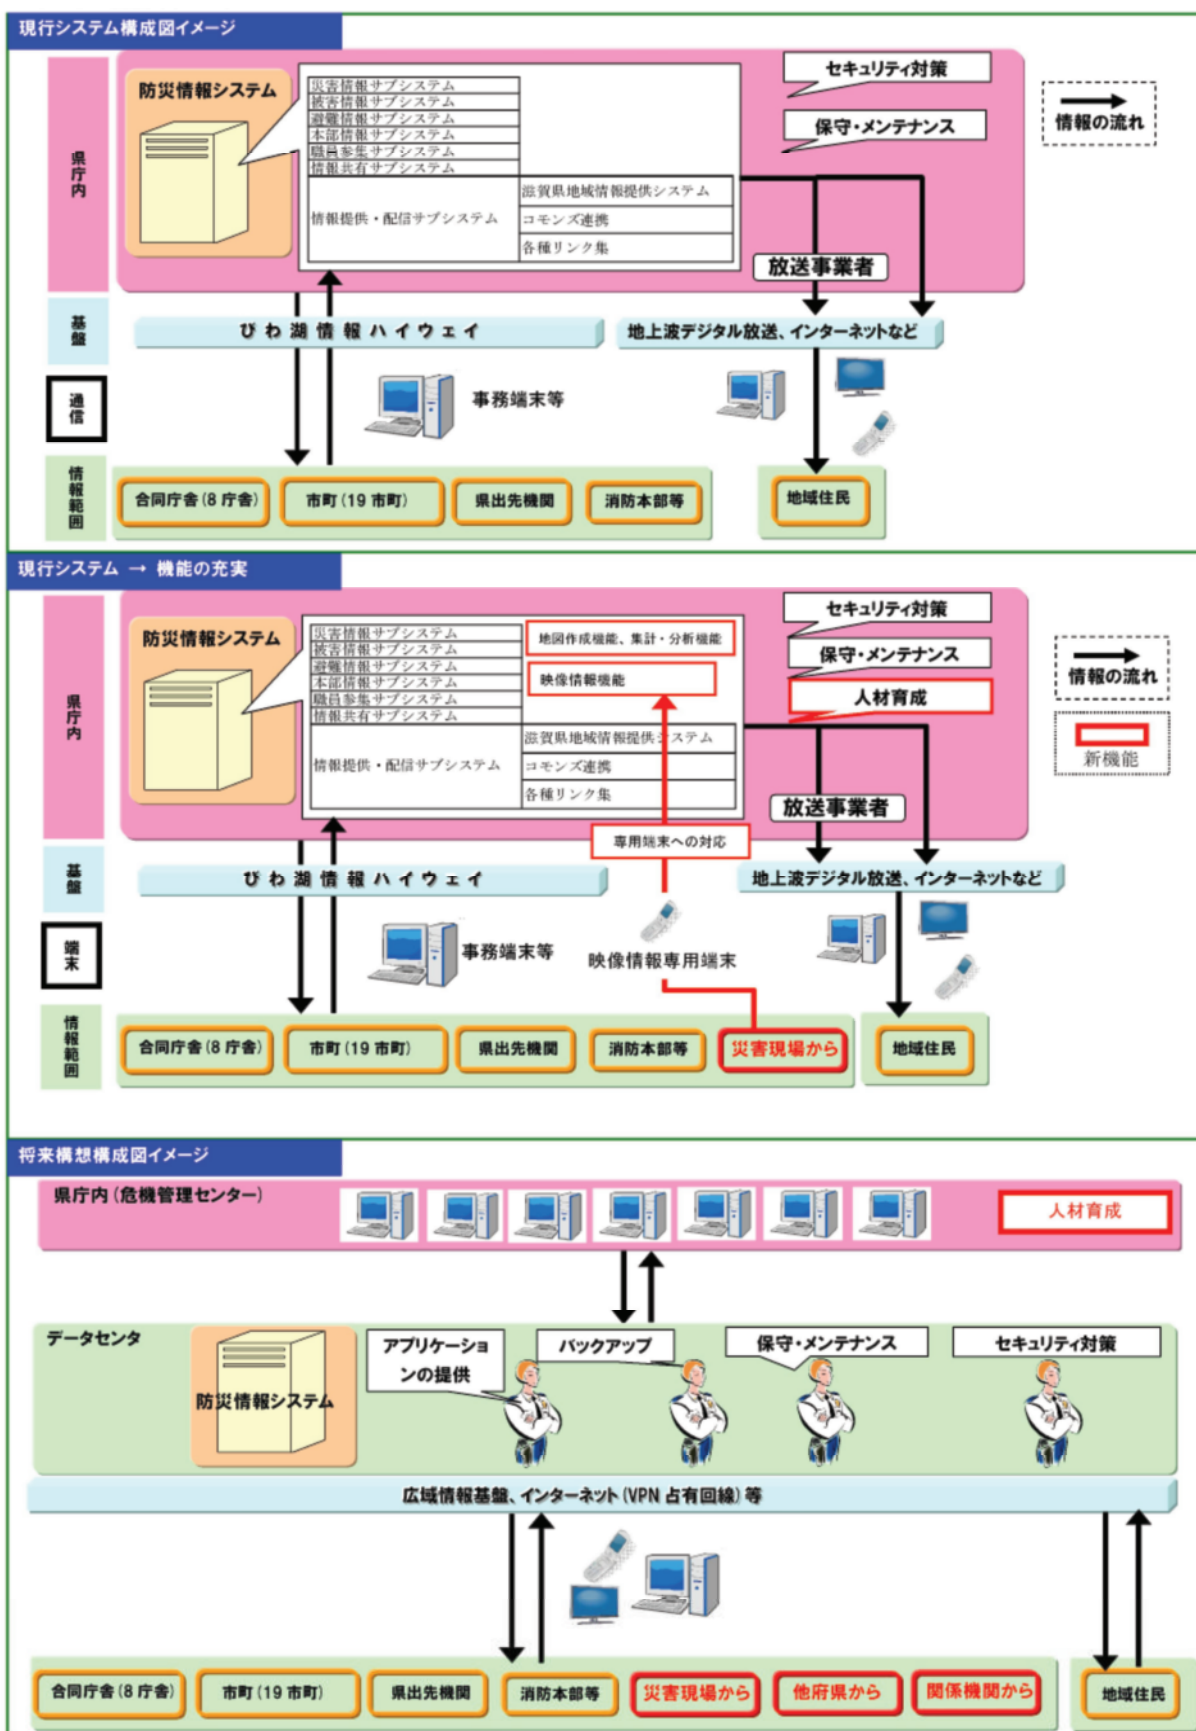 現行システム構成図イメージ
防災情報システム
災害情報サブシステム
被害情報サブシステム
避難情報サブシステム
本部情報サブシステム
職員参集サブシステム
情報共有サブシステム
情報提供・配信サブシステム
滋賀県地域情報提供システム
コモンズ連携
各種リンク集
セキュリティ対策
保守・メンテナンス
情報の流れ
県庁内
放送事業者
基盤
びわ湖情報ハイウェイ
地上波デジタル放送、インターネットなど
通信
事務端末等
情報範囲
合同庁舎(8庁舎)
市町(19市町)
県出先機関
消防本部等
地域住民
現行システム → 機能の充実
防災情報システム
災害情報サブシステム
被害情報サブシステム
避難情報サブシステム
本部情報サブシステム
職員参集サブシステム
情報共有サブシステム
地図作成機能、集計・分析機能
映像情報機能
情報提供・配信サブシステム
滋賀県地域情報提供システム
コモンズ連携
各種リンク集
セキュリティ対策
保守・メンテナンス
人材育成
情報の流れ
新機能
県庁内
放送事業者
専用端末への対応
基盤
びわ湖情報ハイウェイ
地上波デジタル放送、インターネットなど
端末
事務端末等
映像情報専用端末
情報範囲
合同庁舎(8庁舎)
市町(19市町)
県出先機関
消防本部等
災害現場から
地域住民
将来構想構成図イメージ
県庁内(危機管理センター)
人材育成
データセンタ
防災情報システム
アプリケーショ
ンの提供
バックアップ
保守・メンテナンス
セキュリティ対策
広域情報基盤、インターネット(VPN占有回線)等
合同庁舎(8庁舎)
市町(19市町)
県出先機関
消防本部等
災害現場から
他府県から
関係機関から
地域住民